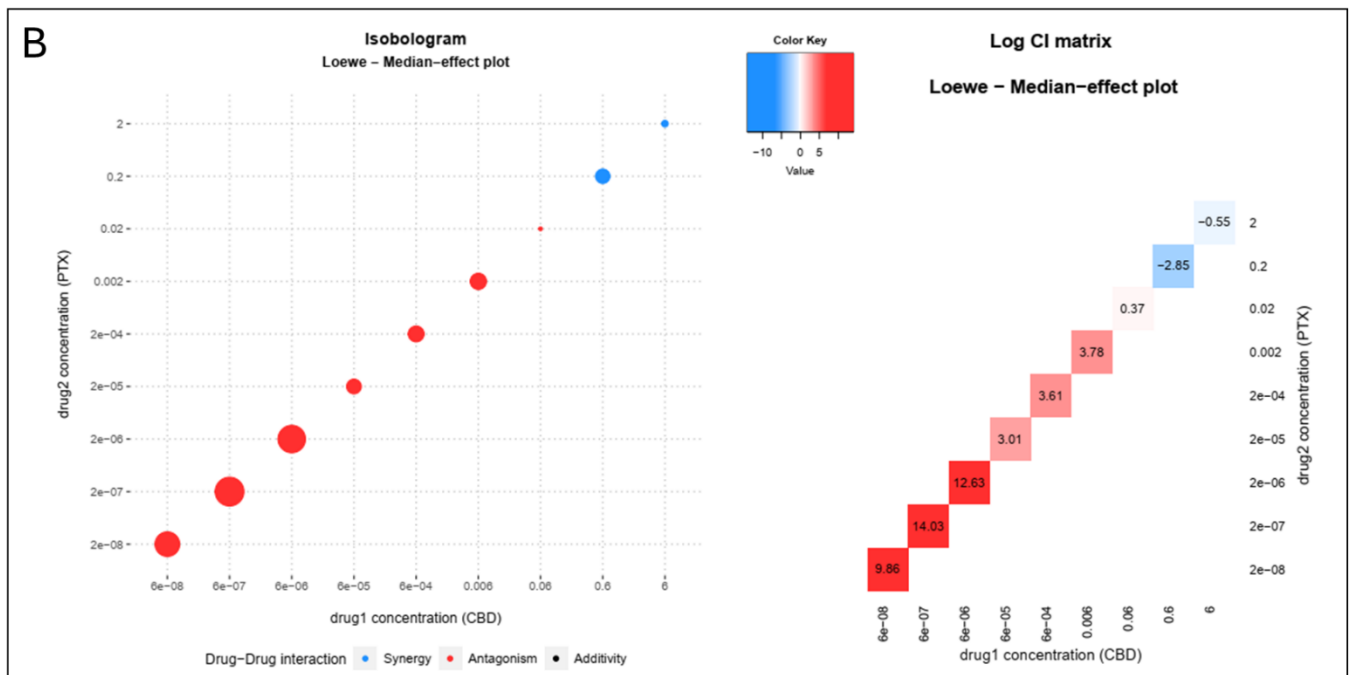 B
Isobologram
Loewe − Median−effect plot
drug2 concentration (PTX)
2
0.2
0.02
0.002
2e−04
2e−05
2e−06
2e−07
2e−08
6e−08 6e−07 6e−06 6e−05 6e−04 0.006 0.06 0.6 6
drug1 concentration (CBD)
Drug−Drug interaction Synergy Antagonism Additivity
Color Key
−10 0 5
Value
Log CI matrix
Loewe − Median−effect plot
−0.55 2
−2.85 0.2
0.37 0.02
3.78 0.002
3.61 2e−04
3.01 2e−05
12.63 2e−06
14.03 2e−07
9.86 2e−08
drug2 concentration (PTX)
6e−08 6e−07 6e−06 6e−05 6e−04 0.006 0.06 0.6 6
drug1 concentration (CBD)